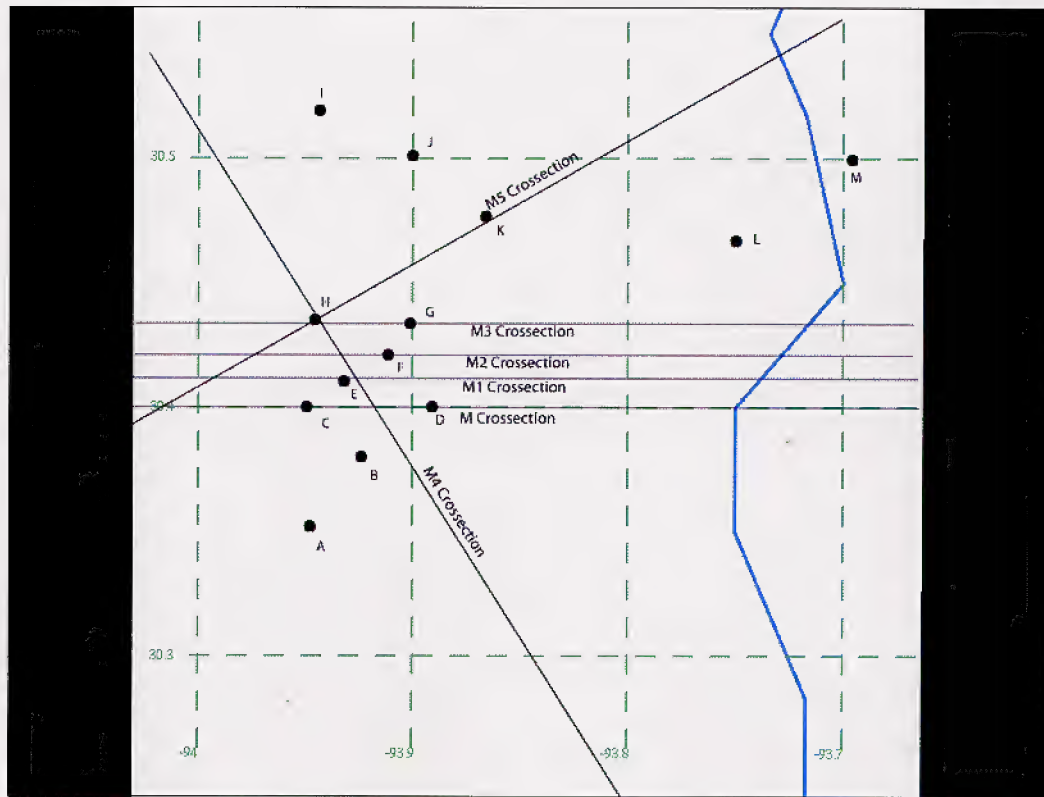 I
J
30.5
M5 Crossection
M
K
L
H
G
M3 Crossection
F
M2 Crossection
E
M1 Crossection
30.4
C
D
M Crossection
B
M4 Crossection
A
30.3
-94
-93.9
-93.8
-93.7